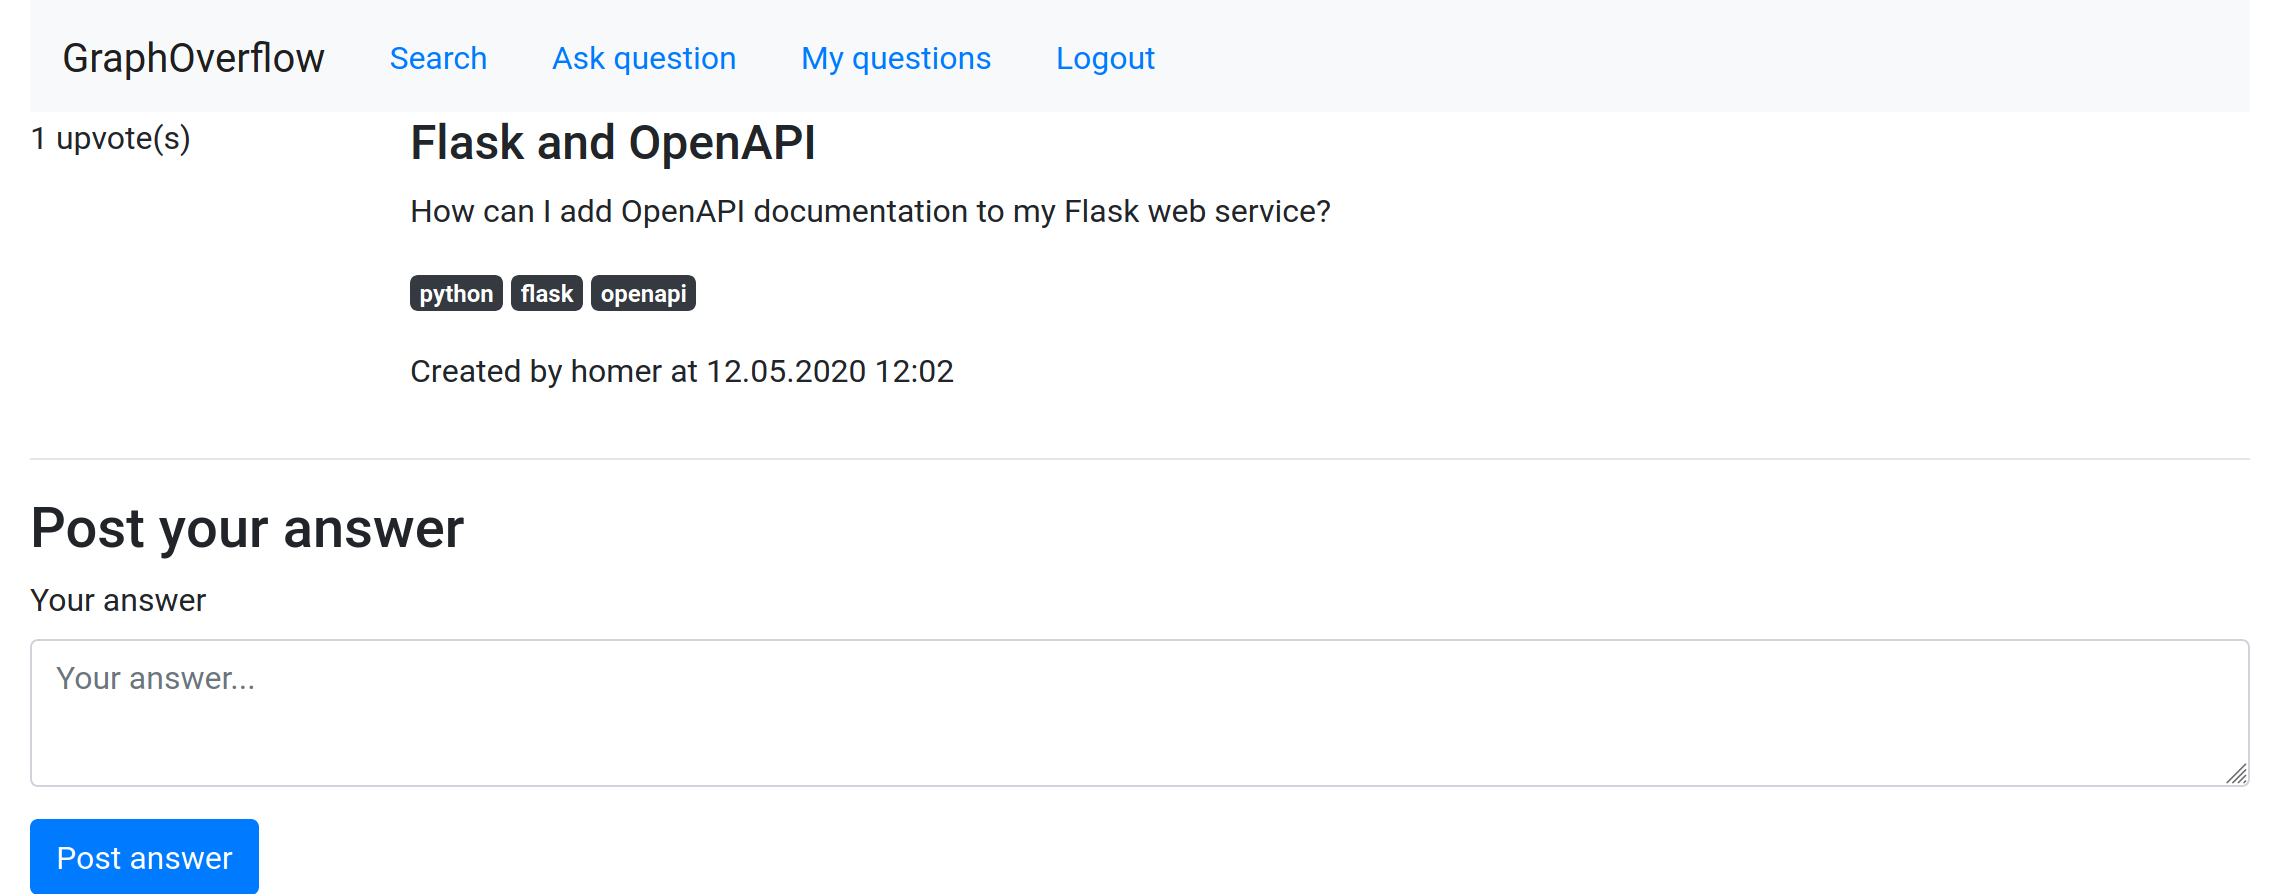 GraphOverflow Search Ask question My questions Logout
1 upvote(s)
Flask and OpenAPI
How can I add OpenAPI documentation to my Flask web service?
python flask openapi
Created by homer at 12.05.2020 12:02
Post your answer
Your answer
Your answer...
Post answer